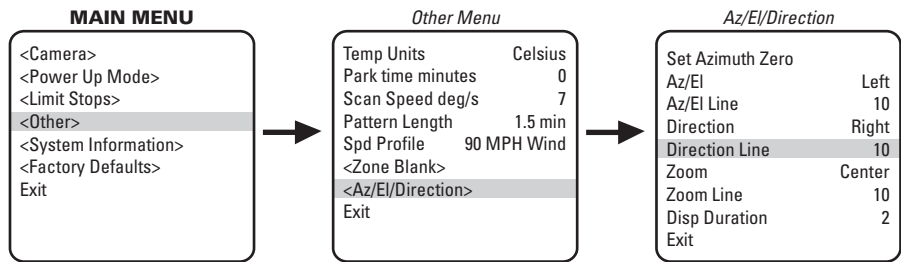 MAIN MENU
<Camera>
<Power Up Mode>
<Limit Stops>
<Other>
<System Information>
<Factory Defaults>
Exit
Other Menu
Temp Units Celsius
Park time minutes 0
Scan Speed deg/s 7
Pattern Length 1.5 min
Spd Profile 90 MPH Wind
<Zone Blank>
<Az/El/Direction>
Exit
Az/El/Direction
Set Azimuth Zero
Az/El Left
Az/El Line 10
Direction Right
Direction Line 10
Zoom Center
Zoom Line 10
Disp Duration 2
Exit